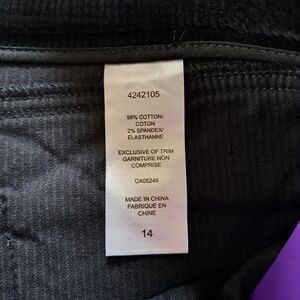 4242105
98% COTTON/
COTON
2% SPANDEX/
ÉLASTHANNE
EXCLUSIVE OF TRIM
GARNITURE NON
COMPRISE
CA05249
MADE IN CHINA
FABRIQUÉ EN
CHINE
14